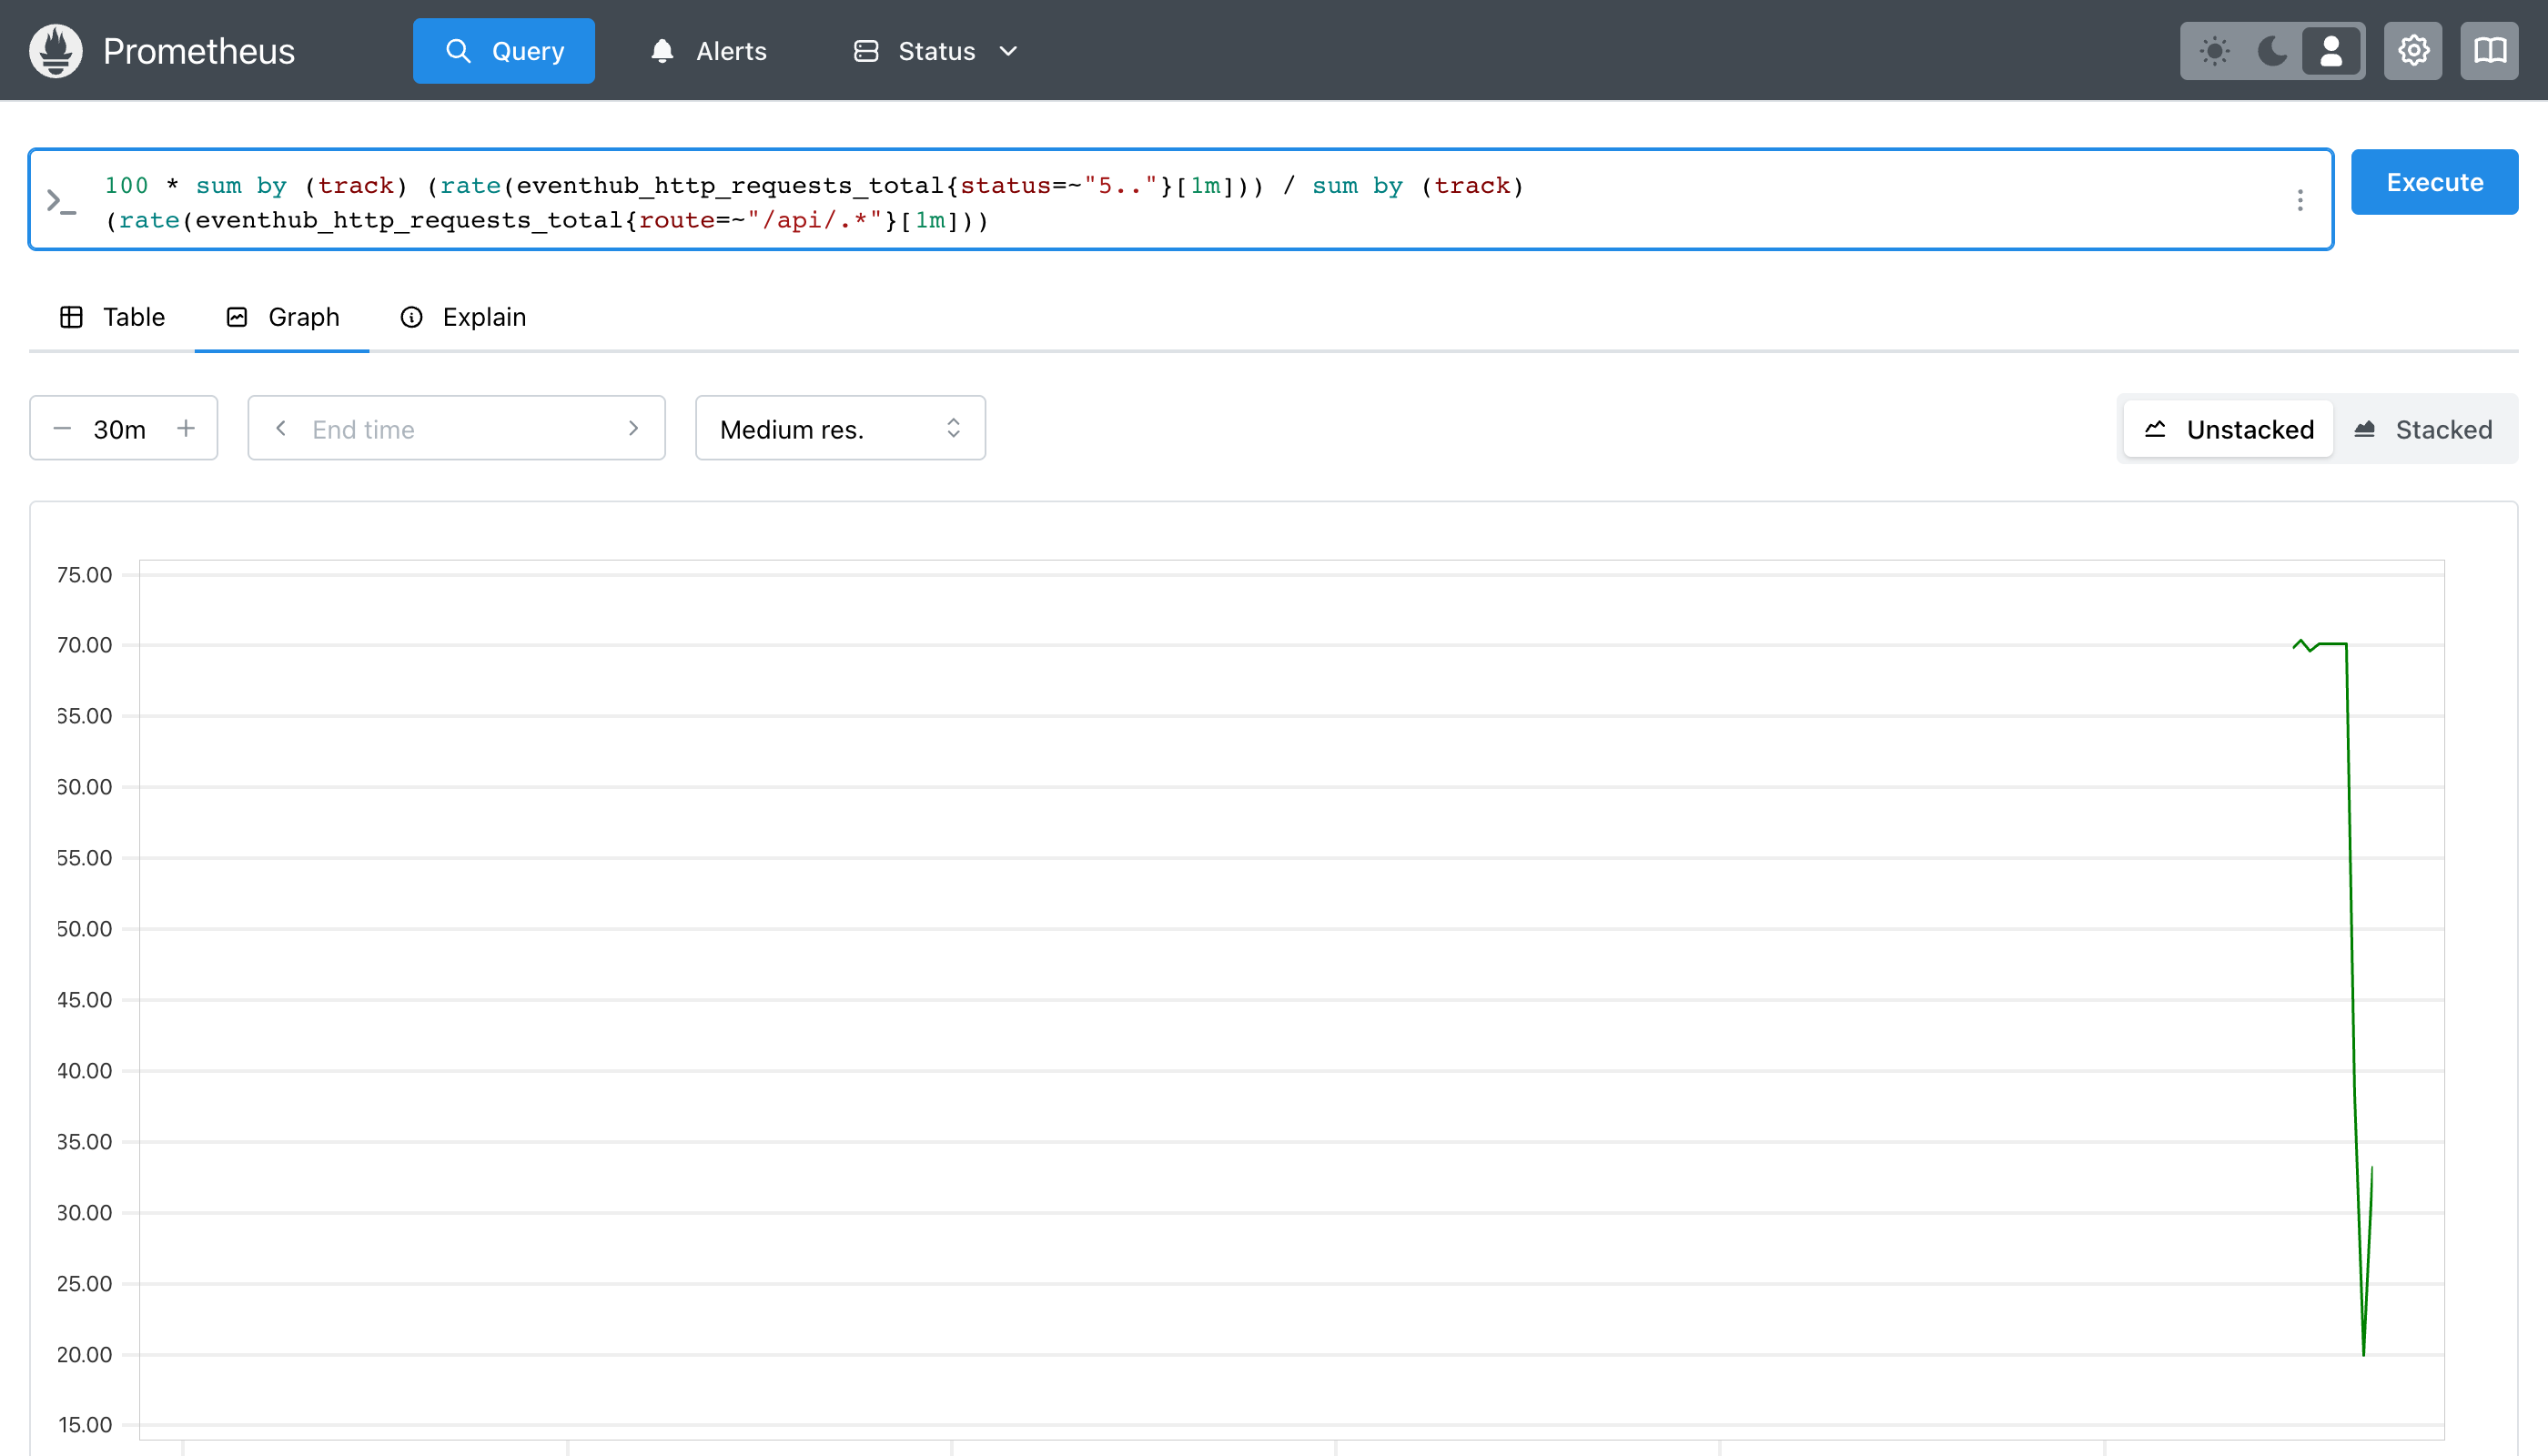 Prometheus
Query
Alerts
Status
100 * sum by (track) (rate(eventhub_http_requests_total{status=~"5.."}[1m])) / sum by (track)
(rate(eventhub_http_requests_total{route=~"/api/.*"}[1m]))
Execute
Table
Graph
Explain
30m
End time
Medium res.
Unstacked
Stacked
75.00
70.00
65.00
60.00
55.00
50.00
45.00
40.00
35.00
30.00
25.00
20.00
15.00